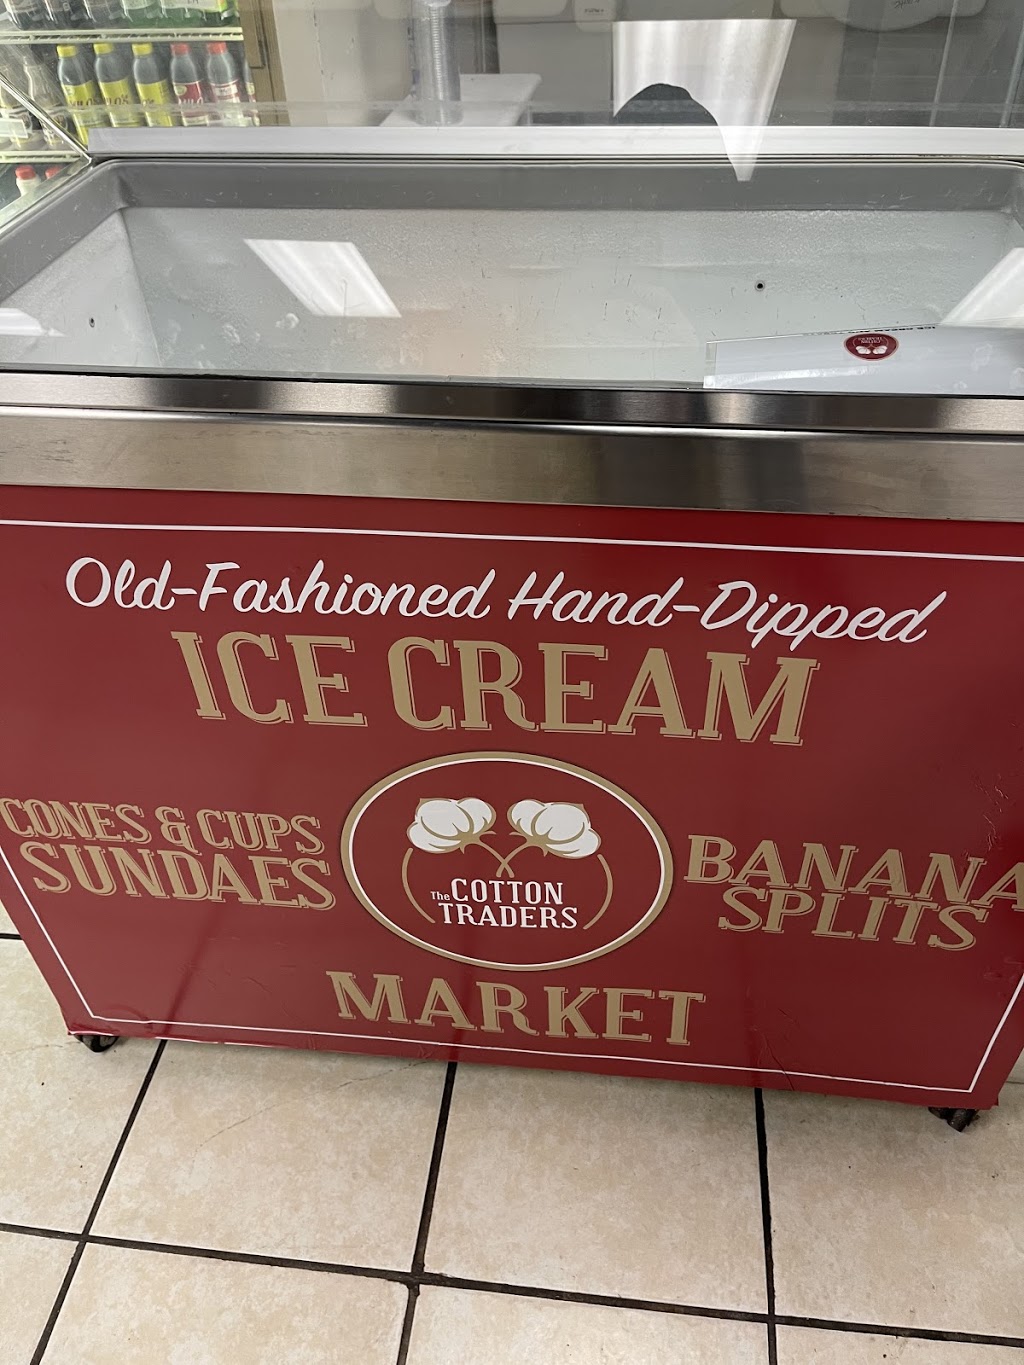 Old-Fashioned Hand-Dipped
ICE CREAM
CONES & CUPS
SUNDAES
The COTTON
TRADERS
BANANA
SPLITS
MARKET